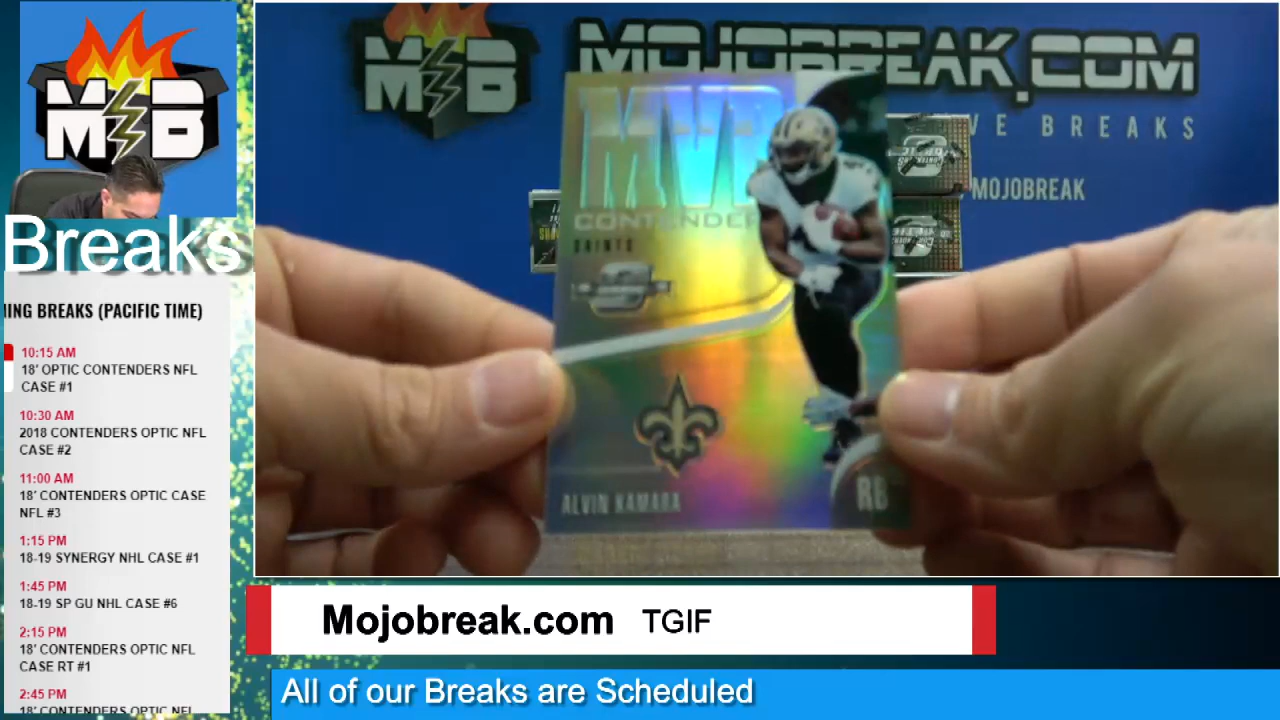 M B
Breaks
ING BREAKS (PACIFIC TIME)
10:15 AM
18' OPTIC CONTENDERS NFL
CASE #1
10:30 AM
2018 CONTENDERS OPTIC NFL
CASE #2
11:00 AM
18' CONTENDERS OPTIC CASE
NFL #3
1:15 PM
18-19 SYNERGY NHL CASE #1
1:45 PM
18-19 SP GU NHL CASE #6
2:15 PM
18' CONTENDERS OPTIC NFL
CASE RT #1
2:45 PM
18' CONTENDERS OPTIC NFL
M B
MOJOBREAK.COM
VE BREAKS
MOJOBREAK
MVP
CONTENDER
SAINTS
ALVIN KAMARA
RB
Mojobreak.com TGIF
All of our Breaks are Scheduled